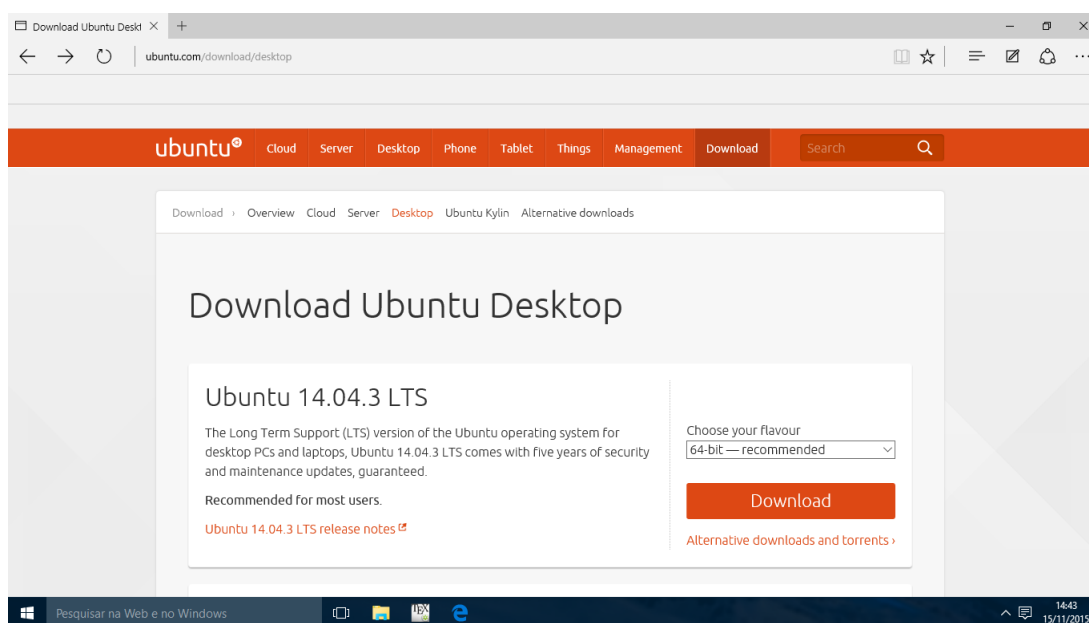 Download Ubuntu Deskt
ubuntu.com/download/desktop
ubuntu Cloud Server Desktop Phone Tablet Things Management Download Search
Download › Overview Cloud Server Desktop Ubuntu Kylin Alternative downloads
Download Ubuntu Desktop
Ubuntu 14.04.3 LTS
The Long Term Support (LTS) version of the Ubuntu operating system for
desktop PCs and laptops, Ubuntu 14.04.3 LTS comes with five years of security
and maintenance updates, guaranteed.
Recommended for most users.
Ubuntu 14.04.3 LTS release notes
Choose your flavour
64-bit — recommended
Download
Alternative downloads and torrents ›
Pesquisar na Web e no Windows
TEX
14:43
15/11/2015